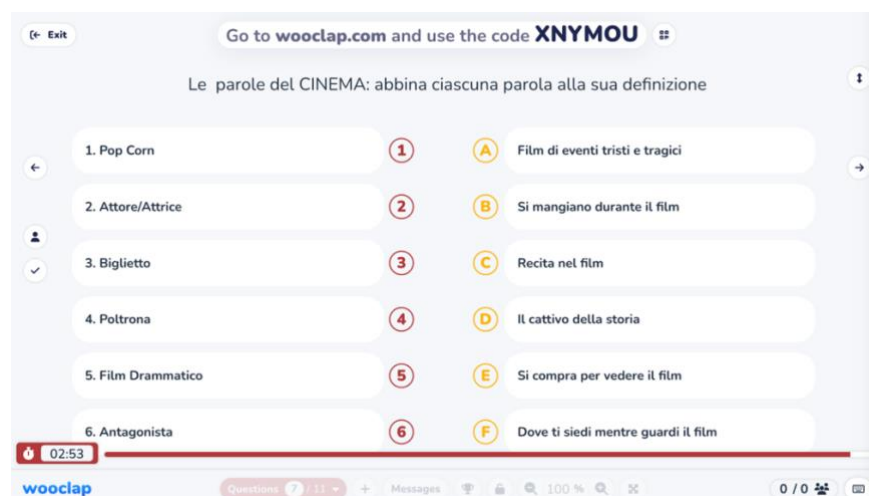 Exit
Go to wooclap.com and use the code XNYMOU
Le parole del CINEMA: abbina ciascuna parola alla sua definizione
1. Pop Corn 1 A Film di eventi tristi e tragici
2. Attore/Attrice 2 B Si mangiano durante il film
3. Biglietto 3 C Recita nel film
4. Poltrona 4 D Il cattivo della storia
5. Film Drammatico 5 E Si compra per vedere il film
6. Antagonista 6 F Dove ti siedi mentre guardi il film
02:53
wooclap Questions 7 / 11 + Messages 100 % 0 / 0